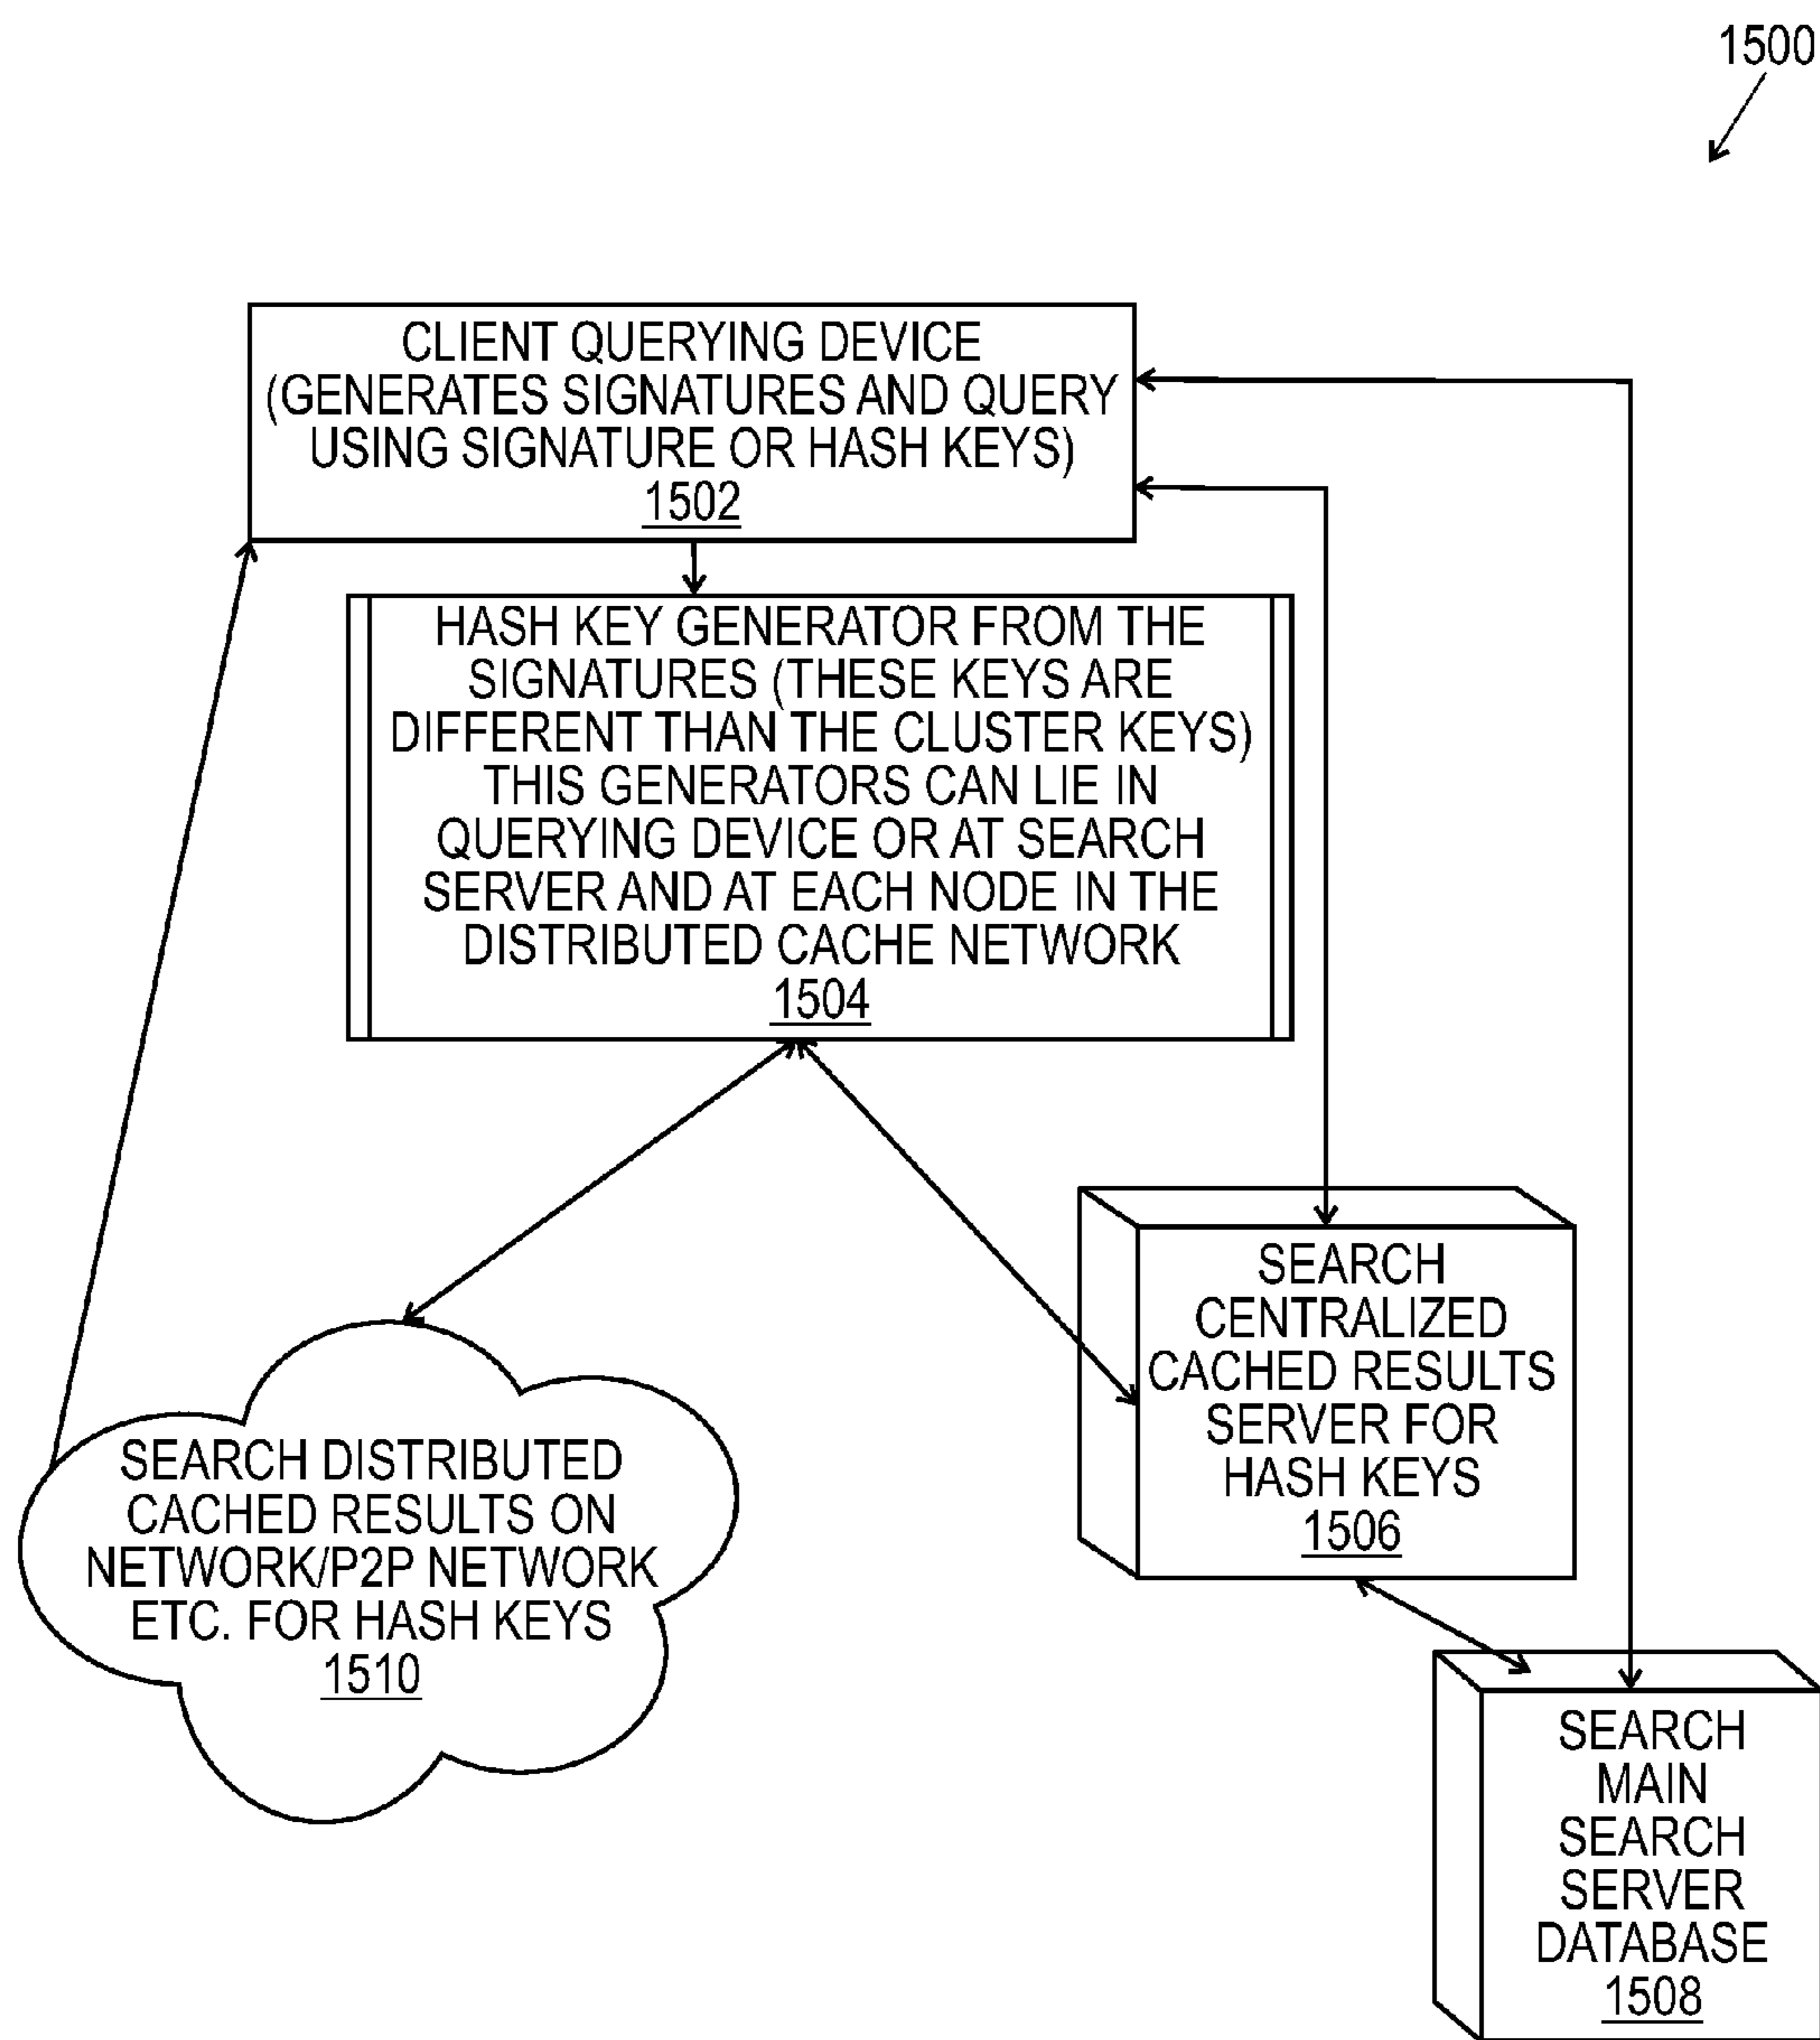 1500
CLIENT QUERYING DEVICE
(GENERATES SIGNATURES AND QUERY
USING SIGNATURE OR HASH KEYS)
1502
HASH KEY GENERATOR FROM THE
SIGNATURES (THESE KEYS ARE
DIFFERENT THAN THE CLUSTER KEYS)
THIS GENERATORS CAN LIE IN
QUERYING DEVICE OR AT SEARCH
SERVER AND AT EACH NODE IN THE
DISTRIBUTED CACHE NETWORK
1504
SEARCH
CENTRALIZED
CACHED RESULTS
SERVER FOR
HASH KEYS
1506
SEARCH DISTRIBUTED
CACHED RESULTS ON
NETWORK/P2P NETWORK
ETC. FOR HASH KEYS
1510
SEARCH
MAIN
SEARCH
SERVER
DATABASE
1508